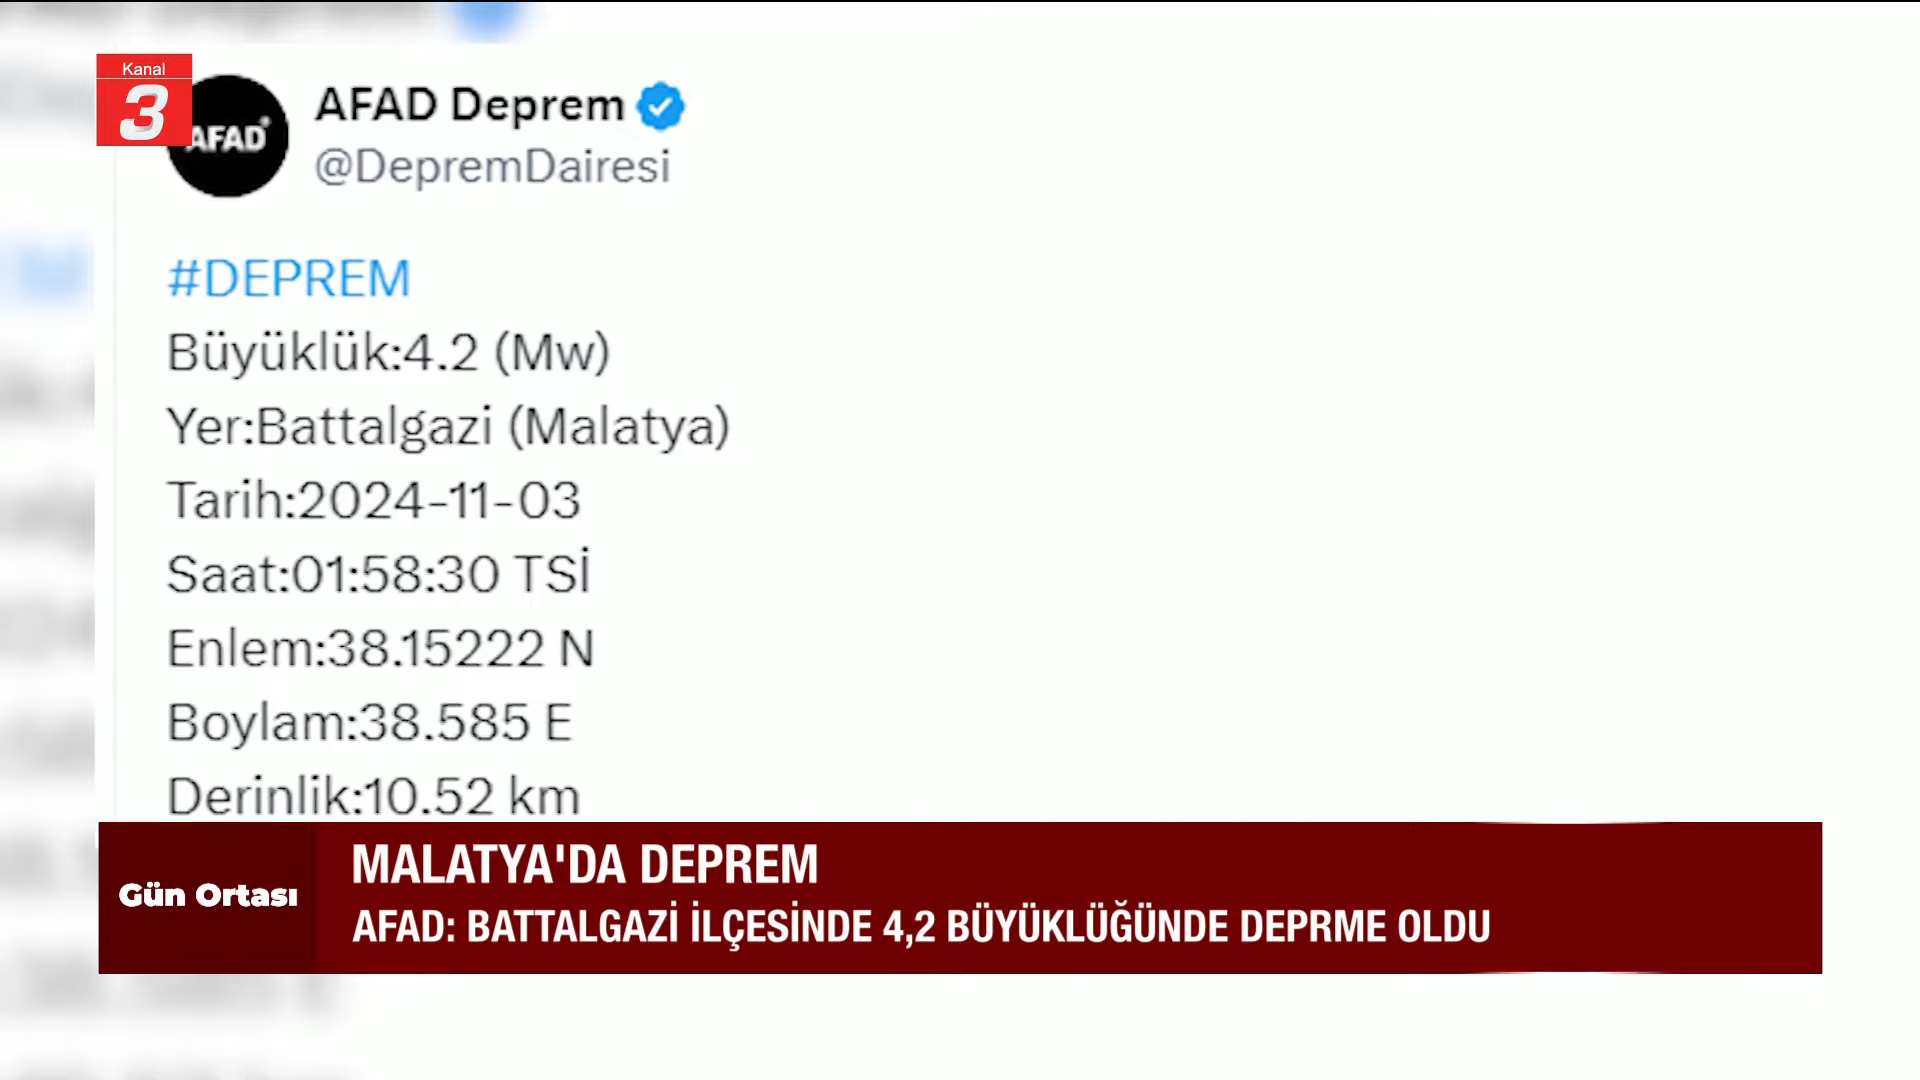 Kanal
3
AFAD
AFAD Deprem
@DepremDairesi
#DEPREM
Büyüklük:4.2 (Mw)
Yer:Battalgazi (Malatya)
Tarih:2024-11-03
Saat:01:58:30 TSİ
Enlem:38.15222 N
Boylam:38.585 E
Derinlik:10.52 km
Gün Ortası
MALATYA'DA DEPREM
AFAD: BATTALGAZİ İLÇESİNDE 4,2 BÜYÜKLÜĞÜNDE DEPRME OLDU